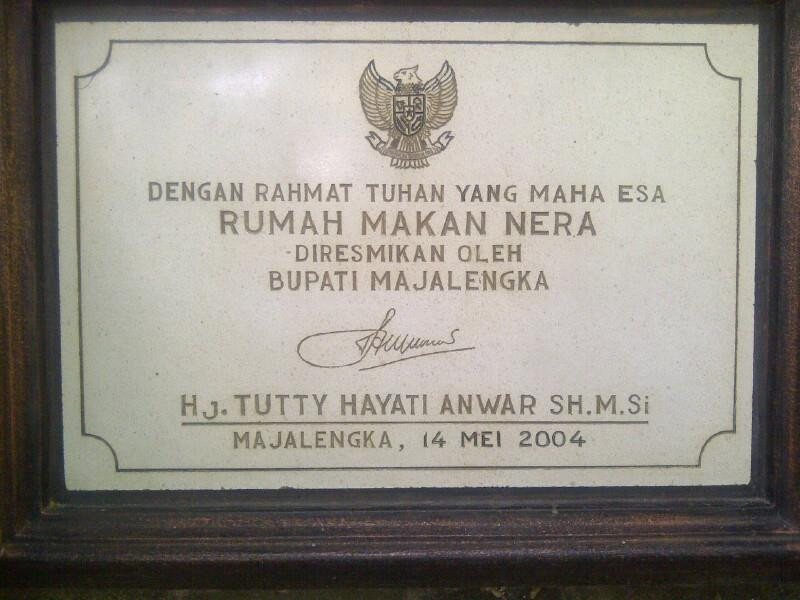 DENGAN RAHMAT TUHAN YANG MAHA ESA
RUMAH MAKAN NERA
DIRESMIKAN OLEH
BUPATI MAJALENGKA
Hj. TUTTY HAYATI ANWAR SH.M.Si
MAJALENGKA, 14 MEI 2004